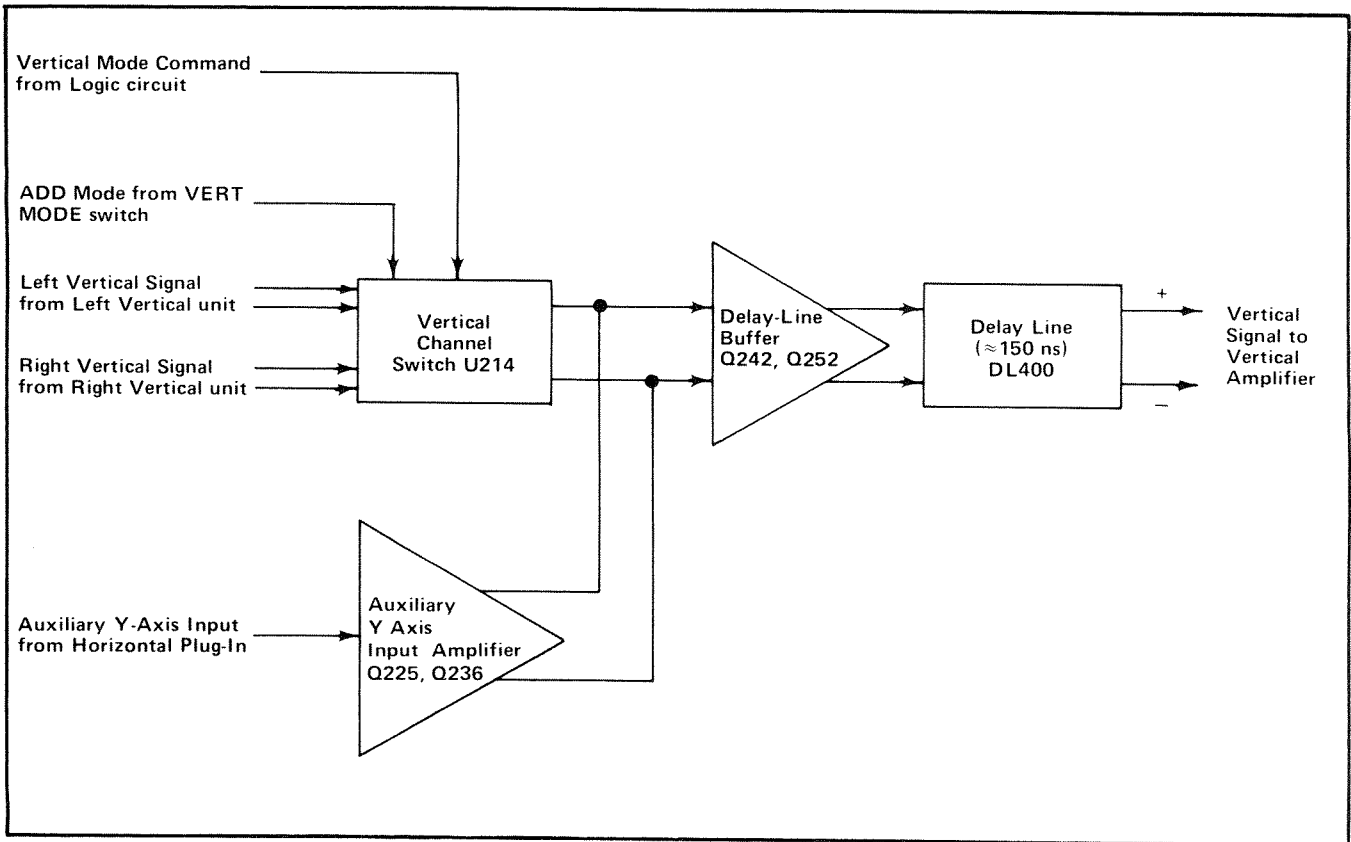 Vertical Mode Command
from Logic circuit
ADD Mode from VERT
MODE switch
Left Vertical Signal
from Left Vertical unit
Right Vertical Signal
from Right Vertical unit
Vertical
Channel
Switch U214
Delay-Line
Buffer
Q242, Q252
Delay Line
(≈150 ns)
DL400
+
−
Vertical
Signal to
Vertical
Amplifier
Auxiliary Y-Axis Input
from Horizontal Plug-In
Auxiliary
Y Axis
Input Amplifier
Q225, Q236